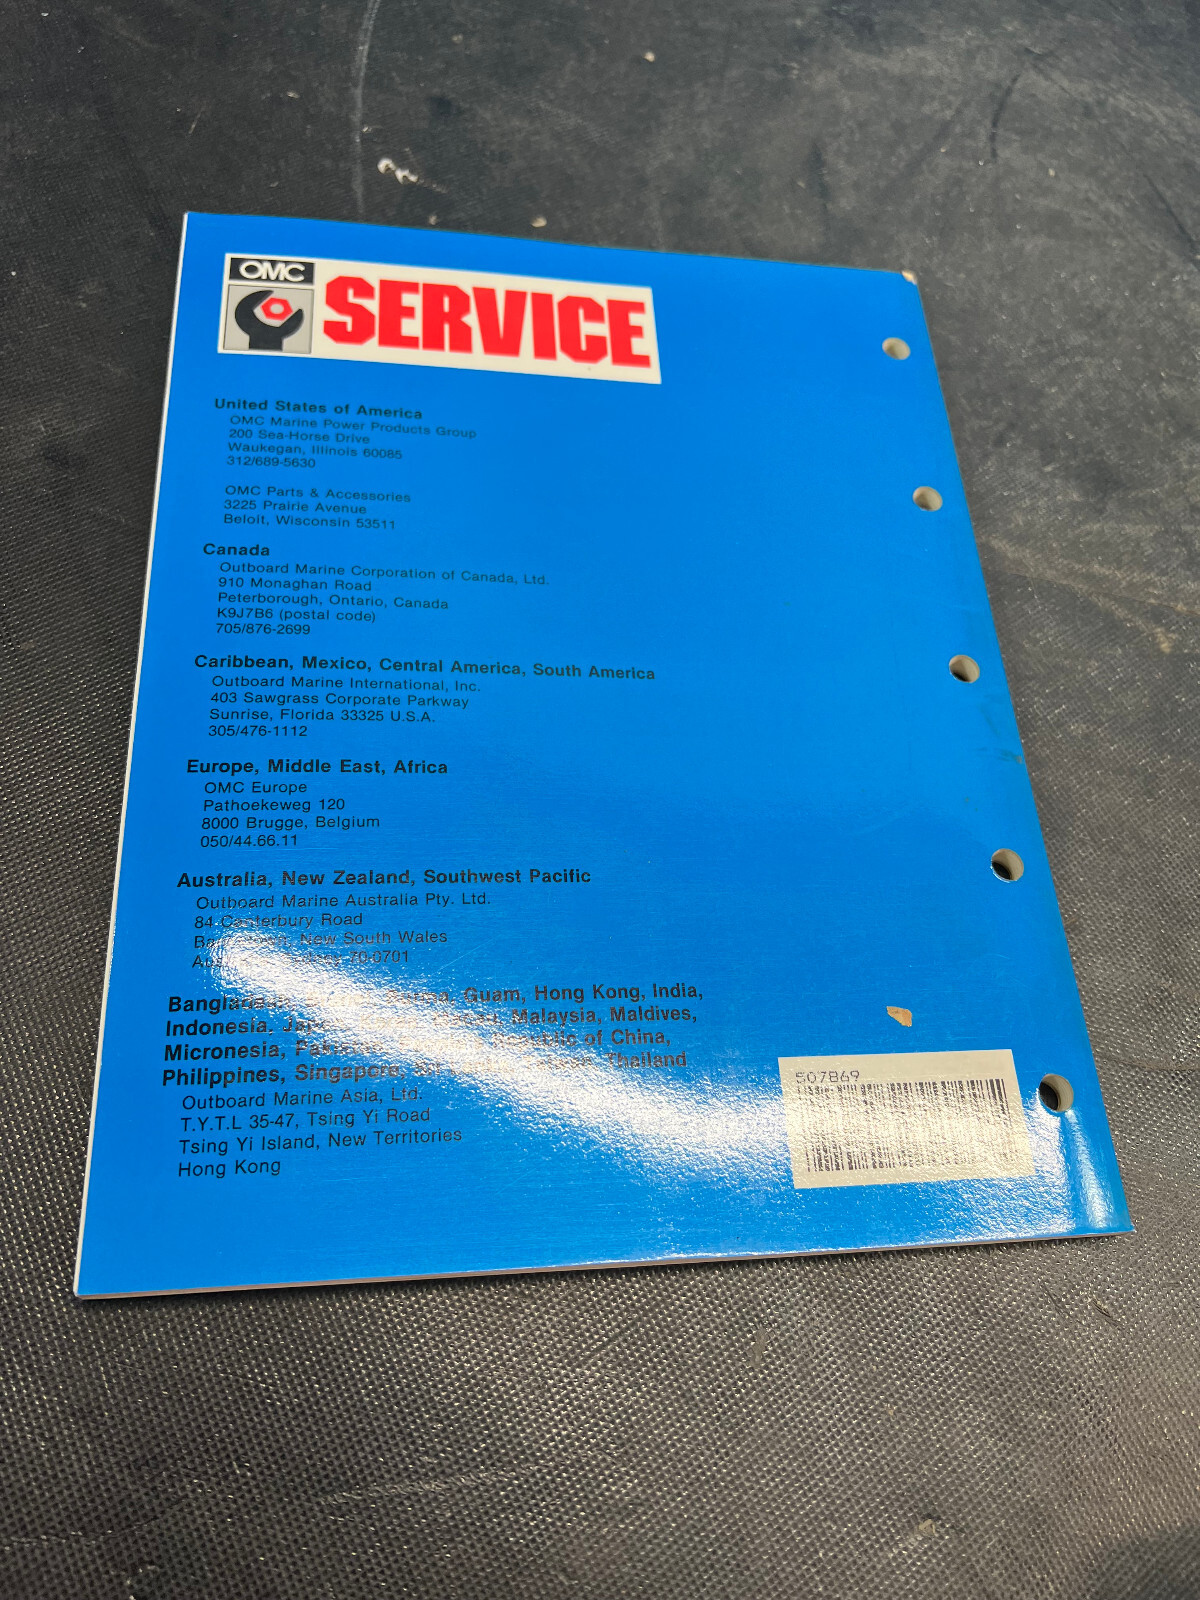 OMC
SERVICE
United States of America
OMC Marine Power Products Group
200 Sea-Horse Drive
Waukegan, Illinois 60085
312/689-5630
OMC Parts & Accessories
3225 Prairie Avenue
Beloit, Wisconsin 53511
Canada
Outboard Marine Corporation of Canada, Ltd.
910 Monaghan Road
Peterborough, Ontario, Canada
K9J7B6 (postal code)
705/876-2699
Caribbean, Mexico, Central America, South America
Outboard Marine International, Inc.
403 Sawgrass Corporate Parkway
Sunrise, Florida 33325 U.S.A.
305/476-1112
Europe, Middle East, Africa
OMC Europe
Pathoekeweg 120
8000 Brugge, Belgium
050/44.66.11
Australia, New Zealand, Southwest Pacific
Outboard Marine Australia Pty. Ltd.
84 Canterbury Road
New South Wales
70-0701
Guam, Hong Kong, India,
Indonesia, Malaysia, Maldives,
Micronesia, Republic of China,
Philippines, Singapore, Thailand
Outboard Marine Asia, Ltd.
T.Y.T.L 35-47, Tsing Yi Road
Tsing Yi Island, New Territories
Hong Kong
507869